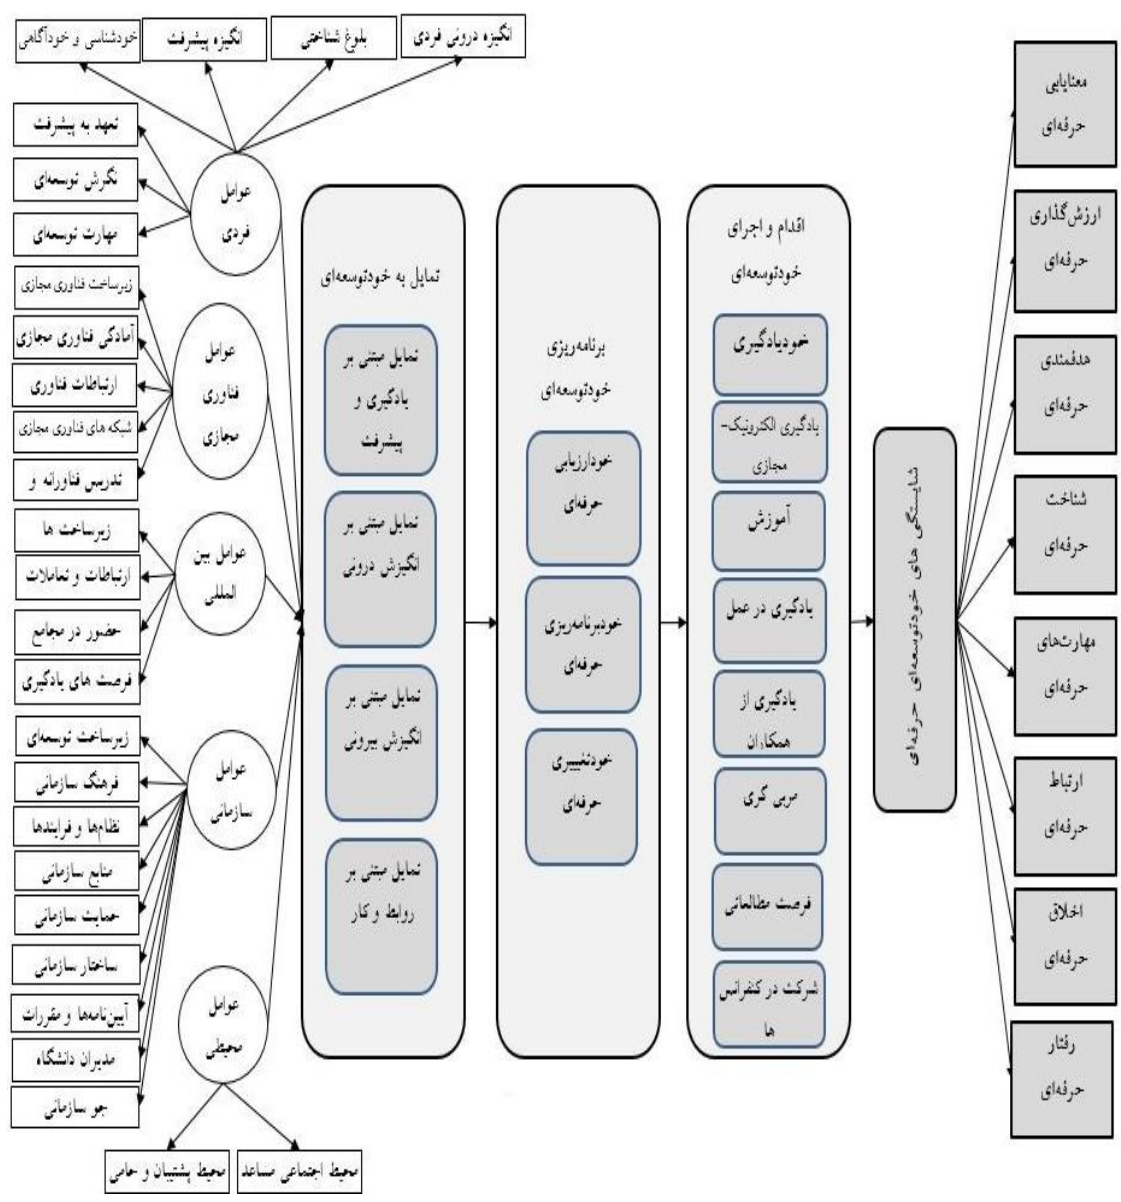 خودشناسی و خودآگاهی
انگیزه پیشرفت
بلوغ شناختی
انگیزه درونی فردی
تعهد به پیشرفت
نگرش توسعه‌ای
مهارت توسعه‌ای
عوامل
فردی
زیرساخت فناوری مجازی
آمادگی فناوری مجازی
ارتباطات فناوری
شبکه های فناوری مجازی
تدریس فناورانه و
عوامل
فناوری
مجازی
زیرساخت ها
ارتباطات و تعاملات
حضور در مجامع
فرصت های یادگیری
عوامل بین
المللی
زیرساخت توسعه‌ای
فرهنگ سازمانی
نظام‌ها و فرایندها
منابع سازمانی
حمایت سازمانی
ساختار سازمانی
آیین‌نامه‌ها و مقررات
مدیران دانشگاه
جو سازمانی
عوامل
سازمانی
عوامل
محیطی
محیط پشتیبان و حامی
محیط اجتماعی مساعد
تمایل به خودتوسعه‌ای
تمایل مبتنی بر
یادگیری و
پیشرفت
تمایل مبتنی بر
انگیزش درونی
تمایل مبتنی بر
انگیزش بیرونی
تمایل مبتنی بر
روابط و کار
برنامه‌ریزی
خودتوسعه‌ای
خودارزیابی
حرفه‌ای
خودبرنامه‌ریزی
حرفه‌ای
خودتغییری
حرفه‌ای
اقدام و اجرای
خودتوسعه‌ای
خودیادگیری
یادگیری الکترونیک-
مجازی
آموزش
یادگیری در عمل
یادگیری از
همکاران
مربی گری
فرصت مطالعاتی
شرکت در کنفرانس
ها
شایستگی های خودتوسعه‌ای حرفه‌ای
معنایابی
حرفه‌ای
ارزش‌گذاری
حرفه‌ای
هدفمندی
حرفه‌ای
شناخت
حرفه‌ای
مهارت‌های
حرفه‌ای
ارتباط
حرفه‌ای
اخلاق
حرفه‌ای
رفتار
حرفه‌ای